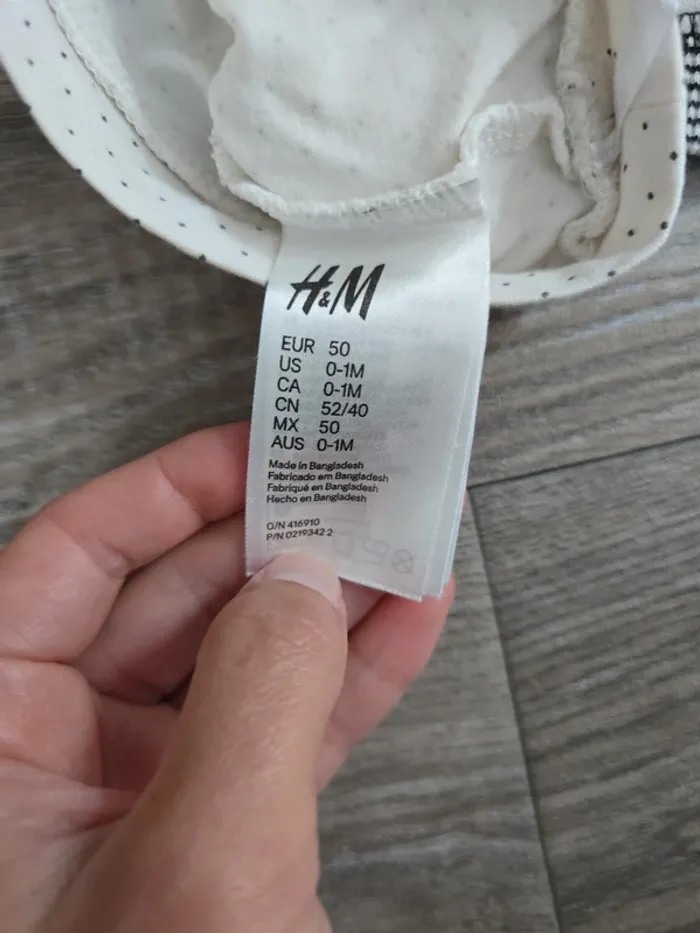 H&M
EUR 50
US 0-1M
CA 0-1M
CN 52/40
MX 50
AUS 0-1M
Made in Bangladesh
Fabricado em Bangladesh
Fabriqué en Bangladesh
Hecho en Bangladesh
O/N 416910
P/N 0219342 2